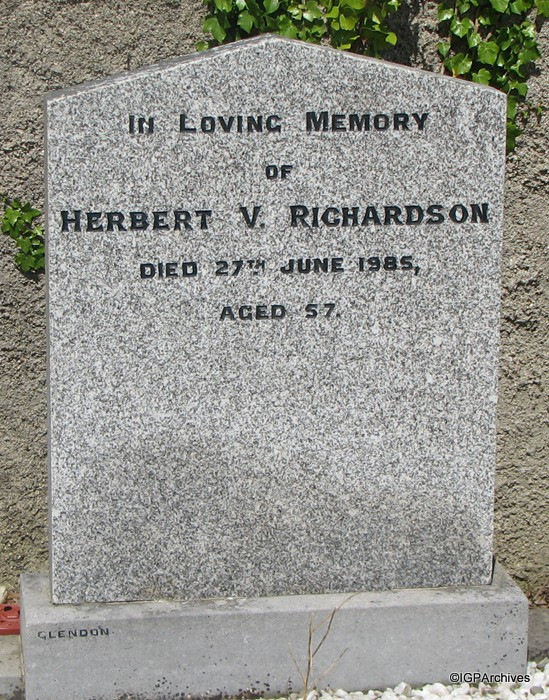 IN LOVING MEMORY
OF
HERBERT V. RICHARDSON
DIED 27TH JUNE 1985,
AGED 57.
GLENDON
©IGPArchives